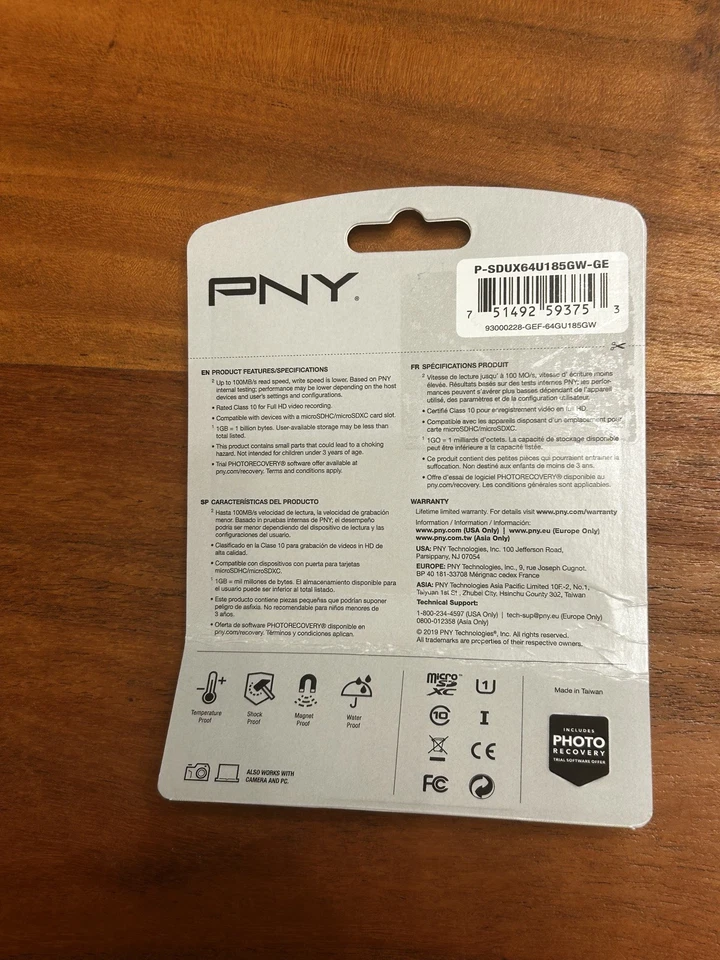 PNY®
P-SDUX64U185GW-GE
7 51492 59375 3
93000228-GEF-64GU185GW
EN PRODUCT FEATURES/SPECIFICATIONS
² Up to 100MB/s read speed, write speed is lower. Based on PNY
internal testing; performance may be lower depending on the host
devices and user's settings and configurations.
• Rated Class 10 for Full HD video recording.
• Compatible with devices with a microSDHC/microSDXC card slot.
¹ 1GB = 1 billion bytes. User-available storage may be less than
total listed.
• This product contains small parts that could lead to a choking
hazard. Not intended for children under 3 years of age.
• Trial PHOTORECOVERY® software offer available at
pny.com/recovery. Terms and conditions apply.
FR SPÉCIFICATIONS PRODUIT
² Vitesse de lecture jusqu' à 100 MO/s, vitesse d' écriture moins
élevée. Résultats basés sur des tests internes PNY; les perfor-
mances peuvent s'avérer plus basses dépendant de l'appareil
utilisé, des paramètres et de la configuration utilisateur.
• Certifié Class 10 pour enregistrement vidéo en full HD.
• Compatible avec les appareils disposant d'un emplacement pour
carte microSDHC/microSDXC.
¹ 1GO = 1 milliards d'octets. La capacité de stockage disponible
peut être inférieure a la capacité listée.
• Ce produit contient des petites pièces qui pourraient entrainer la
suffocation. Non destiné aux enfants de moins de 3 ans.
• Offre d'essai de logiciel PHOTORECOVERY® disponible au
pny.com/recovery. Les conditions générales sont applicables.
SP CARACTERÍSTICAS DEL PRODUCTO
² Hasta 100MB/s velocidad de lectura, la velocidad de grabación
menor. Basado in pruebas internas de PNY; el desempeño
podría ser menor dependiendo del dispositivo de lectura y las
configuraciones del usuario.
• Clasificado en la Clase 10 para grabación de videos in HD de
alta calidad.
• Compatible con dispositivos con puerta para tarjetas
microSDHC/microSDXC.
¹ 1GB = mil millones de bytes. El almacenamiento disponible para
el usuario puede ser inferior al total listado.
• Este producto contiene piezas pequeñas que podrían suponer
peligro de asfixia. No recomendable para niños menores de
3 años.
• Oferta de software PHOTORECOVERY® disponible en
pny.com/recovery. Términos y condiciones aplican.
WARRANTY
Lifetime limited warranty. For details visit www.pny.com/warranty
Information / Information / Información:
www.pny.com (USA Only) | www.pny.eu (Europe Only)
www.pny.com.tw (Asia Only)
USA: PNY Technologies, Inc. 100 Jefferson Road,
Parsippany, NJ 07054
EUROPE: PNY Technologies, Inc., 9, rue Joseph Cugnot.
BP 40 181-33708 Mérignac cedex France
ASIA: PNY Technologies Asia Pacific Limited 10F.-2, No.1,
Taiyuan 1st St., Zhubei City, Hsinchu County 302, Taiwan
Technical Support:
1-800-234-4597 (USA Only) | tech-sup@pny.eu (Europe Only)
0800-012358 (Asia Only)
© 2019 PNY Technologies®, Inc. All rights reserved.
All trademarks are properties of their respective owners.
Temperature
Proof
Shock
Proof
Magnet
Proof
Water
Proof
ALSO WORKS WITH
CAMERA AND PC.
micro
SD
XC™
1
10
I
CE
FC
Made in Taiwan
INCLUDES
PHOTO
RECOVERY
TRIAL SOFTWARE OFFER